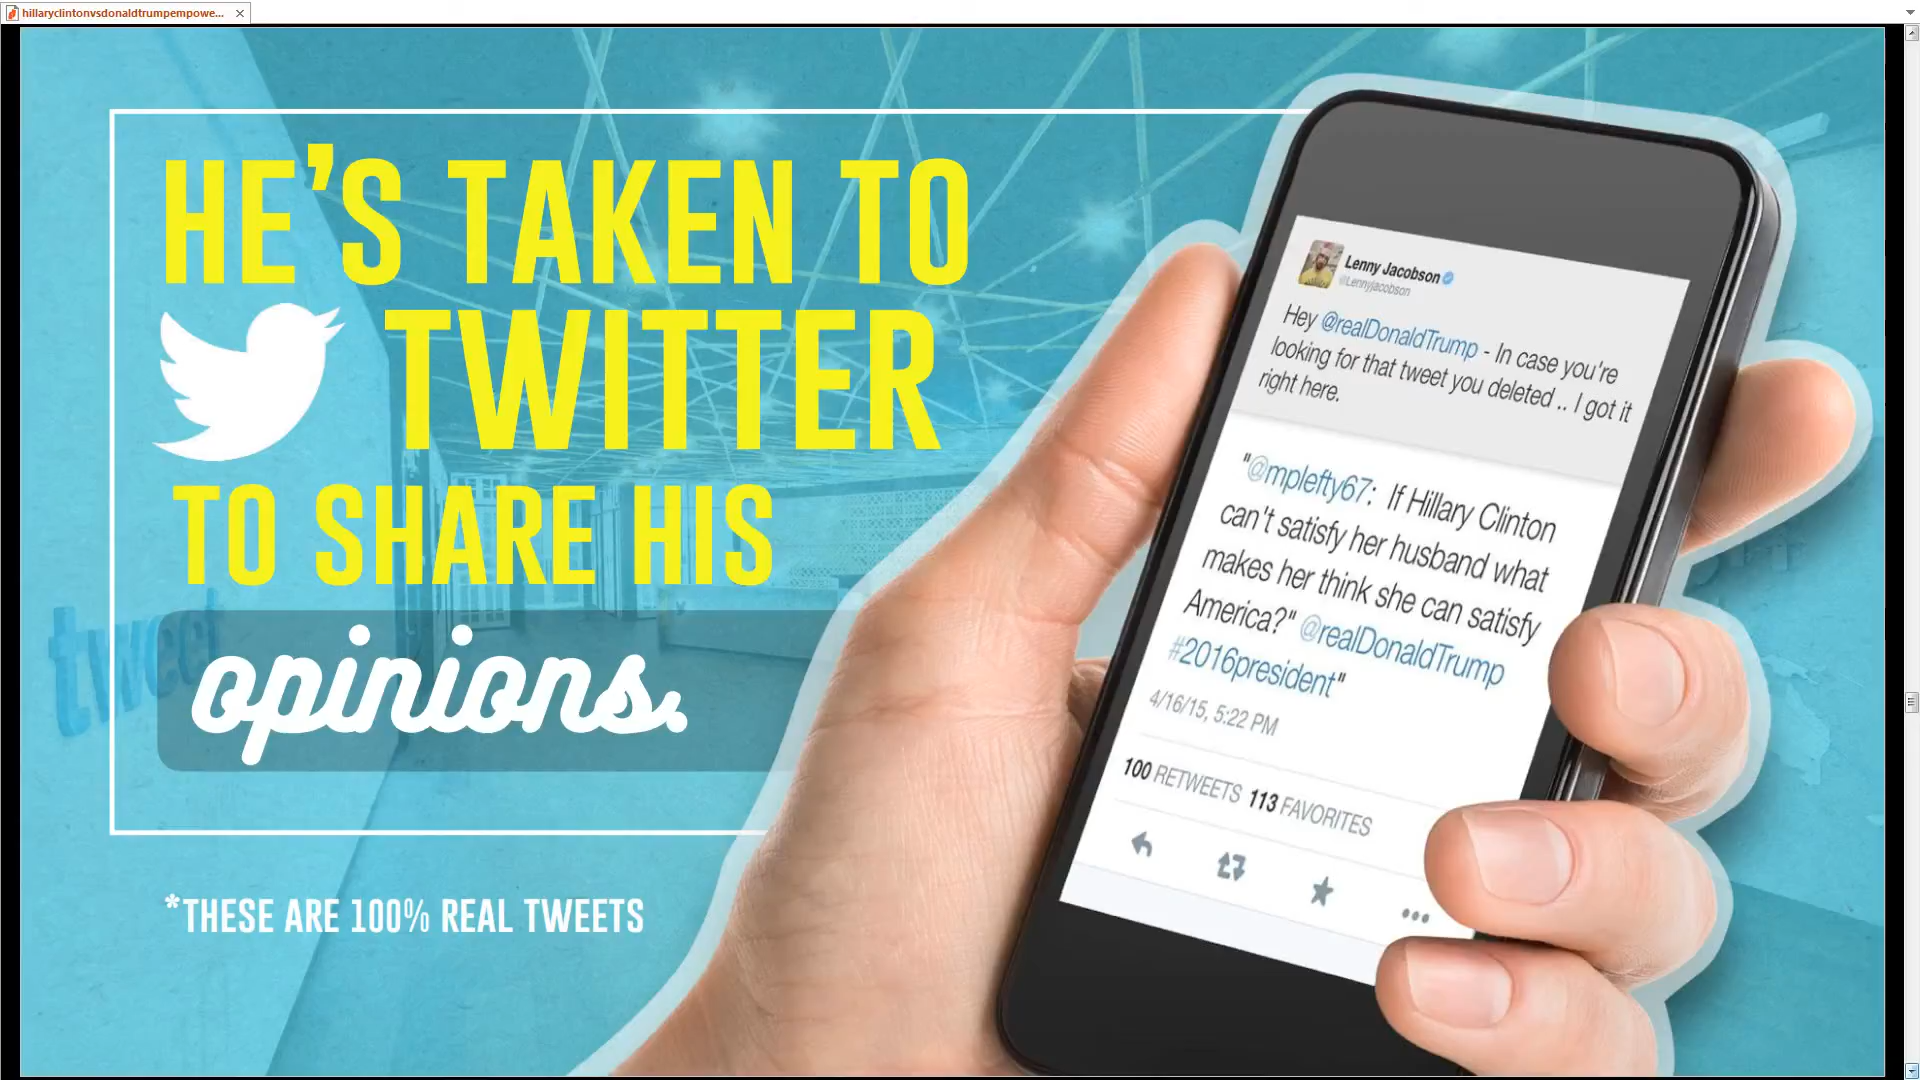 hillaryclintonvsdonaldtrumpempowe...
HE'S TAKEN TO
TWITTER
TO SHARE HIS
opinions.
*THESE ARE 100% REAL TWEETS
tweet
Lenny Jacobson
@Lennyjacobson
Hey @realDonaldTrump - In case you're
looking for that tweet you deleted .. I got it
right here.
"@mplefty67: If Hillary Clinton
can't satisfy her husband what
makes her think she can satisfy
America?" @realDonaldTrump
#2016president"
4/16/15, 5:22 PM
100 RETWEETS 113 FAVORITES